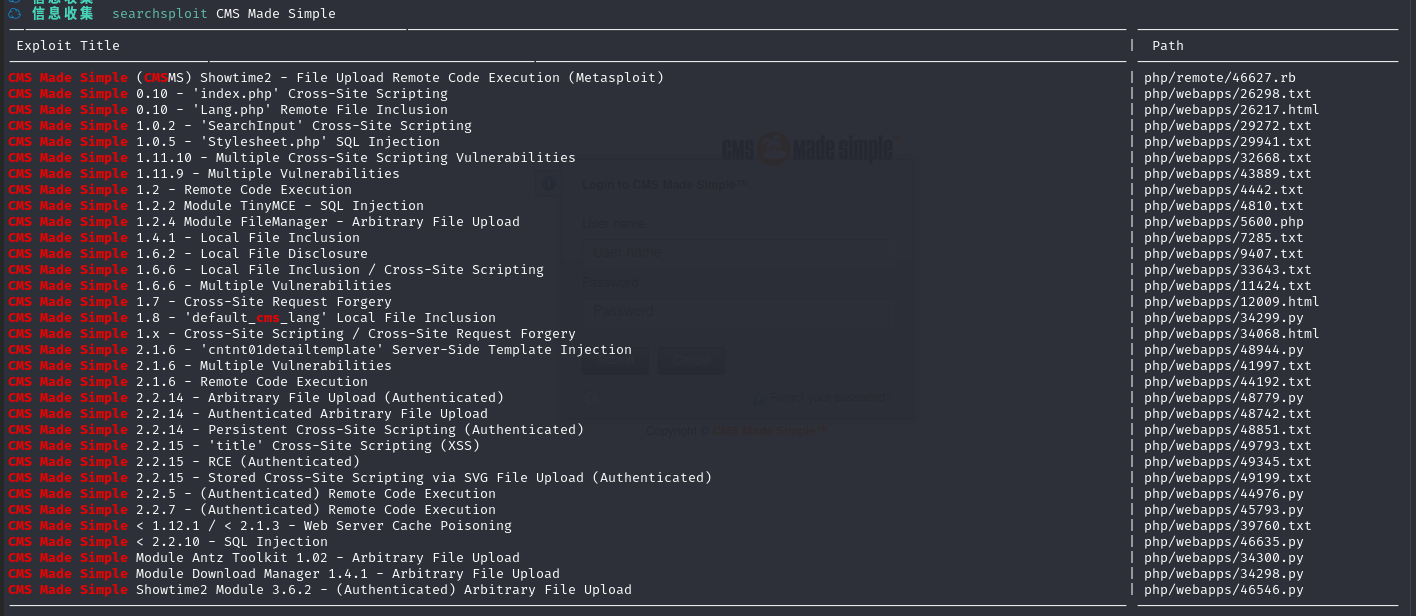 信息收集
信息收集 searchsploit CMS Made Simple
Exploit Title | Path
CMS Made Simple (CMSMS) Showtime2 - File Upload Remote Code Execution (Metasploit) | php/remote/46627.rb
CMS Made Simple 0.10 - 'index.php' Cross-Site Scripting | php/webapps/26298.txt
CMS Made Simple 0.10 - 'Lang.php' Remote File Inclusion | php/webapps/26217.html
CMS Made Simple 1.0.2 - 'SearchInput' Cross-Site Scripting | php/webapps/29272.txt
CMS Made Simple 1.0.5 - 'Stylesheet.php' SQL Injection | php/webapps/29941.txt
CMS Made Simple 1.11.10 - Multiple Cross-Site Scripting Vulnerabilities | php/webapps/32668.txt
CMS Made Simple 1.11.9 - Multiple Vulnerabilities | php/webapps/43889.txt
CMS Made Simple 1.2 - Remote Code Execution | php/webapps/4442.txt
CMS Made Simple 1.2.2 Module TinyMCE - SQL Injection | php/webapps/4810.txt
CMS Made Simple 1.2.4 Module FileManager - Arbitrary File Upload | php/webapps/5600.php
CMS Made Simple 1.4.1 - Local File Inclusion | php/webapps/7285.txt
CMS Made Simple 1.6.2 - Local File Disclosure | php/webapps/9407.txt
CMS Made Simple 1.6.6 - Local File Inclusion / Cross-Site Scripting | php/webapps/33643.txt
CMS Made Simple 1.6.6 - Multiple Vulnerabilities | php/webapps/11424.txt
CMS Made Simple 1.7 - Cross-Site Request Forgery | php/webapps/12009.html
CMS Made Simple 1.8 - 'default_cms_lang' Local File Inclusion | php/webapps/34299.py
CMS Made Simple 1.x - Cross-Site Scripting / Cross-Site Request Forgery | php/webapps/34068.html
CMS Made Simple 2.1.6 - 'cntnt01detailtemplate' Server-Side Template Injection | php/webapps/48944.py
CMS Made Simple 2.1.6 - Multiple Vulnerabilities | php/webapps/41997.txt
CMS Made Simple 2.1.6 - Remote Code Execution | php/webapps/44192.txt
CMS Made Simple 2.2.14 - Arbitrary File Upload (Authenticated) | php/webapps/48779.py
CMS Made Simple 2.2.14 - Authenticated Arbitrary File Upload | php/webapps/48742.txt
CMS Made Simple 2.2.14 - Persistent Cross-Site Scripting (Authenticated) | php/webapps/48851.txt
CMS Made Simple 2.2.15 - 'title' Cross-Site Scripting (XSS) | php/webapps/49793.txt
CMS Made Simple 2.2.15 - RCE (Authenticated) | php/webapps/49345.txt
CMS Made Simple 2.2.15 - Stored Cross-Site Scripting via SVG File Upload (Authenticated) | php/webapps/49199.txt
CMS Made Simple 2.2.5 - (Authenticated) Remote Code Execution | php/webapps/44976.py
CMS Made Simple 2.2.7 - (Authenticated) Remote Code Execution | php/webapps/45793.py
CMS Made Simple < 1.12.1 / < 2.1.3 - Web Server Cache Poisoning | php/webapps/39760.txt
CMS Made Simple < 2.2.10 - SQL Injection | php/webapps/46635.py
CMS Made Simple Module Antz Toolkit 1.02 - Arbitrary File Upload | php/webapps/34300.py
CMS Made Simple Module Download Manager 1.4.1 - Arbitrary File Upload | php/webapps/34298.py
CMS Made Simple Showtime2 Module 3.6.2 - (Authenticated) Arbitrary File Upload | php/webapps/46546.py
cms made simple
Login to CMS Made Simple™
User name
User name
Password
Password
Forgot your password?
Copyright © CMS Made Simple™